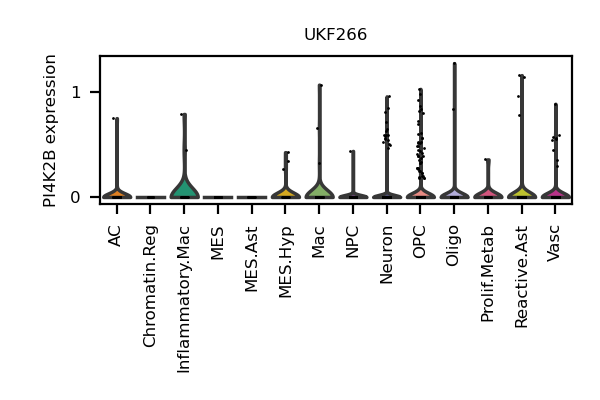 UKF266
PI4K2B expression
1
0
AC
Chromatin.Reg
Inflammatory.Mac
MES
MES.Ast
MES.Hyp
Mac
NPC
Neuron
OPC
Oligo
Prolif.Metab
Reactive.Ast
Vasc